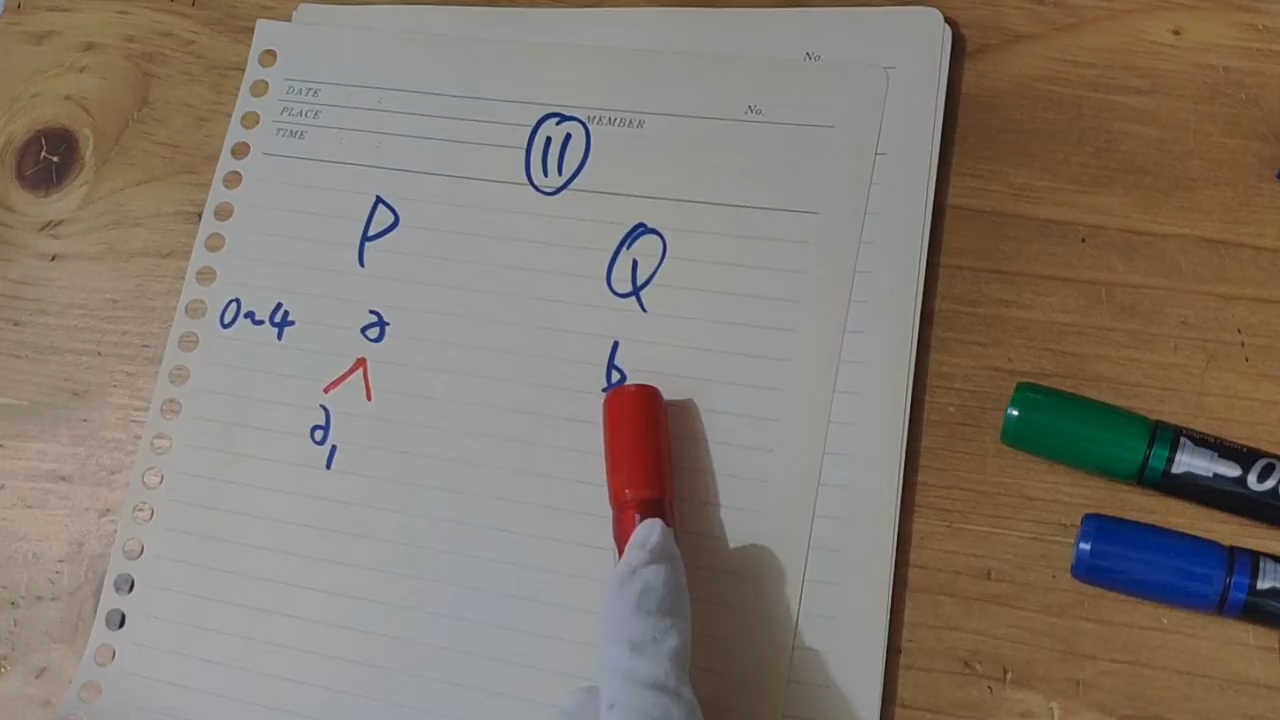 No.
DATE : :
No.
PLACE
MEMBER
TIME : :
11
P
Q
0~4 a
b
a1